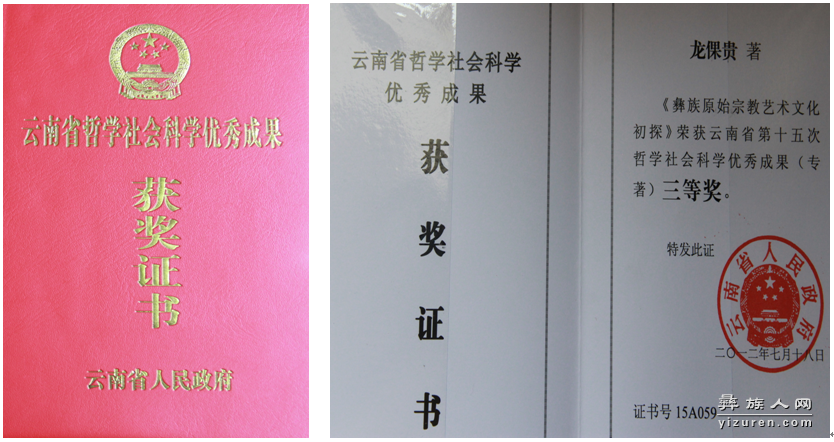 云南省哲学社会科学优秀成果
获
奖
证
书
云南省人民政府
云南省哲学社会科学
优秀成果
获
奖
证
书
龙倮贵 著
《彝族原始宗教艺术文化
初探》荣获云南省第十五次
哲学社会科学优秀成果（专
著）三等奖。
特发此证
云南省人民政府
二〇一二年七月十八日
证书号 15A059
彝族人网
yizuren.com